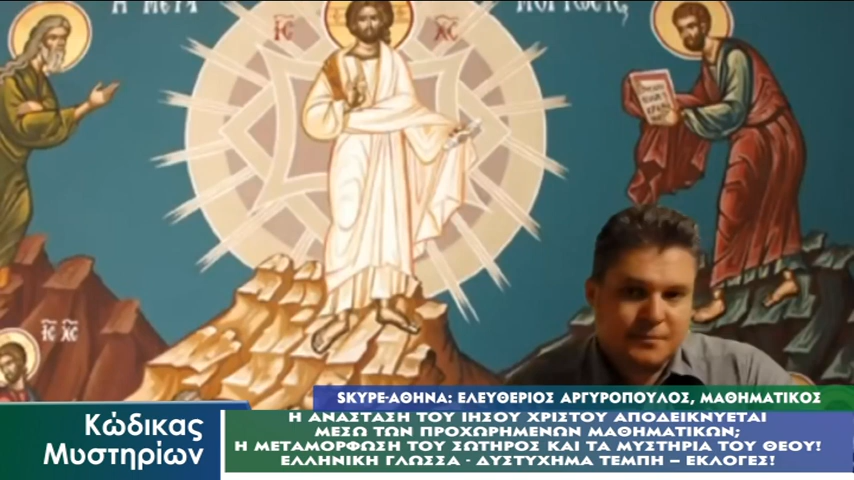 Η ΜΕΤΑ ΜΟΡΦΩΣΙΣ
IC XC
IC XC
SKYPE-ΑΘΗΝΑ: ΕΛΕΥΘΕΡΙΟΣ ΑΡΓΥΡΟΠΟΥΛΟΣ, ΜΑΘΗΜΑΤΙΚΟΣ
Κώδικας
Μυστηρίων
Η ΑΝΑΣΤΑΣΗ ΤΟΥ ΙΗΣΟΥ ΧΡΙΣΤΟΥ ΑΠΟΔΕΙΚΝΥΕΤΑΙ
ΜΕΣΩ ΤΩΝ ΠΡΟΧΩΡΗΜΕΝΩΝ ΜΑΘΗΜΑΤΙΚΩΝ;
Η ΜΕΤΑΜΟΡΦΩΣΗ ΤΟΥ ΣΩΤΗΡΟΣ ΚΑΙ ΤΑ ΜΥΣΤΗΡΙΑ ΤΟΥ ΘΕΟΥ!
ΕΛΛΗΝΙΚΗ ΓΛΩΣΣΑ - ΔΥΣΤΥΧΗΜΑ ΤΕΜΠΗ – ΕΚΛΟΓΕΣ!